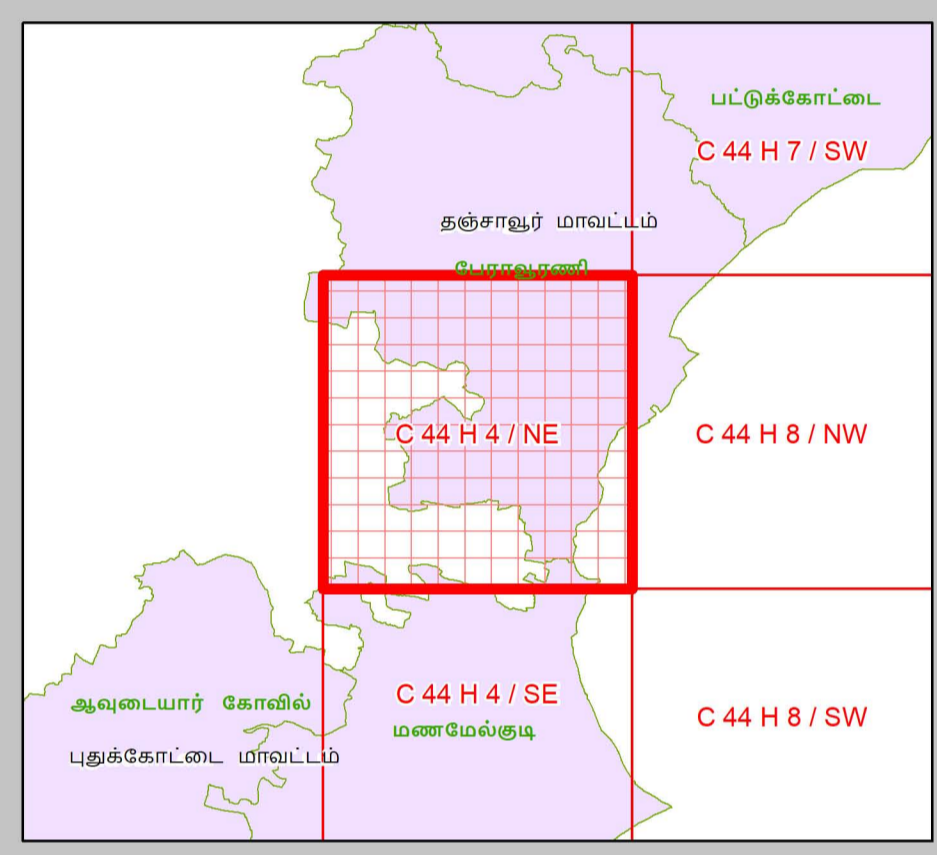 பட்டுக்கோட்டை
C 44 H 7 / SW
தஞ்சாவூர் மாவட்டம்
பேராவூரணி
C 44 H 4 / NE
C 44 H 8 / NW
C 44 H 4 / SE
ஆவுடையார் கோவில்
C 44 H 8 / SW
மணமேல்குடி
புதுக்கோட்டை மாவட்டம்